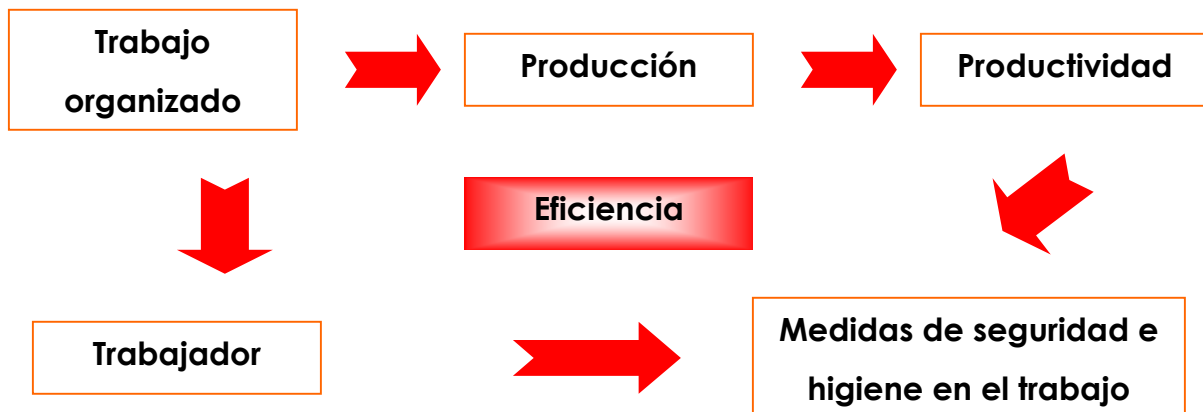 Trabajo
organizado
Producción
Productividad
Eficiencia
Trabajador
Medidas de seguridad e
higiene en el trabajo